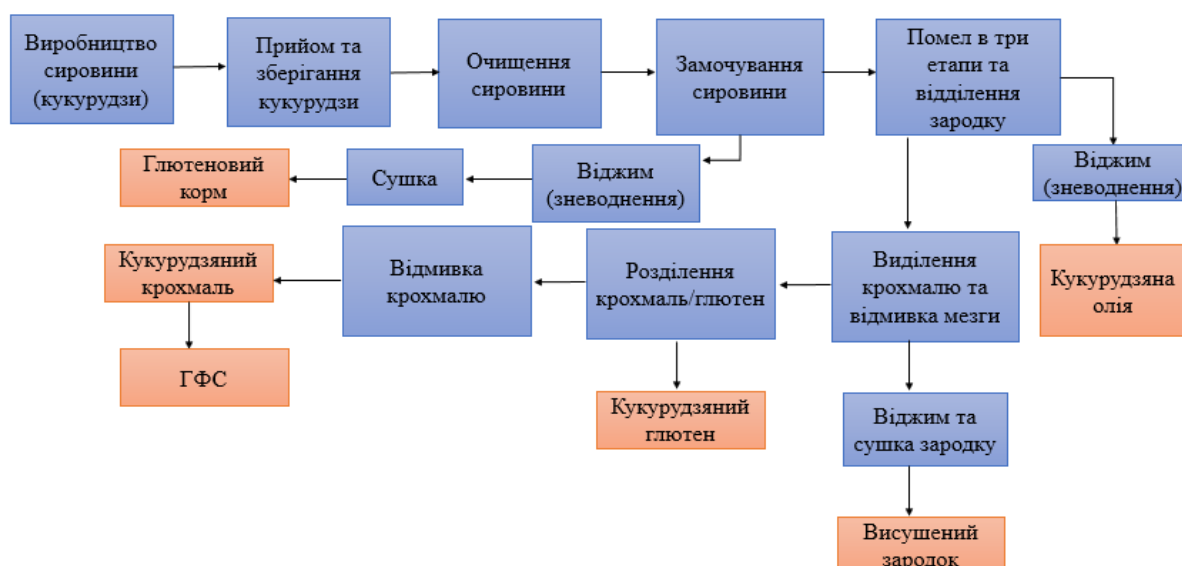 Виробництво
сировини
(кукурудзи)
Прийом та
зберігання
кукурудзи
Очищення
сировини
Замочування
сировини
Помел в три
етапи та
відділення
зародку
Глютеновий
корм
Сушка
Віджим
(зневоднення)
Віджим
(зневоднення)
Кукурудзяний
крохмаль
Відмивка
крохмалю
Розділення
крохмаль/глютен
Виділення
крохмалю та
відмивка мезги
Кукурудзяна
олія
ГФС
Кукурудзяний
глютен
Віджим та
сушка зародку
Висушений
зародок